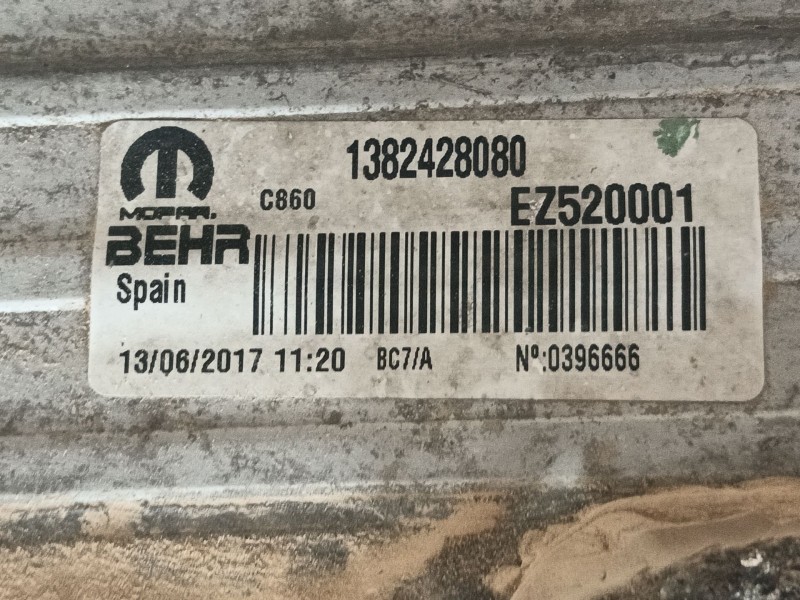 1382428080
C860
EZ520001
MOPAR.
BEHR
Spain
13/06/2017 11:20 BC7/A Nº:0396666